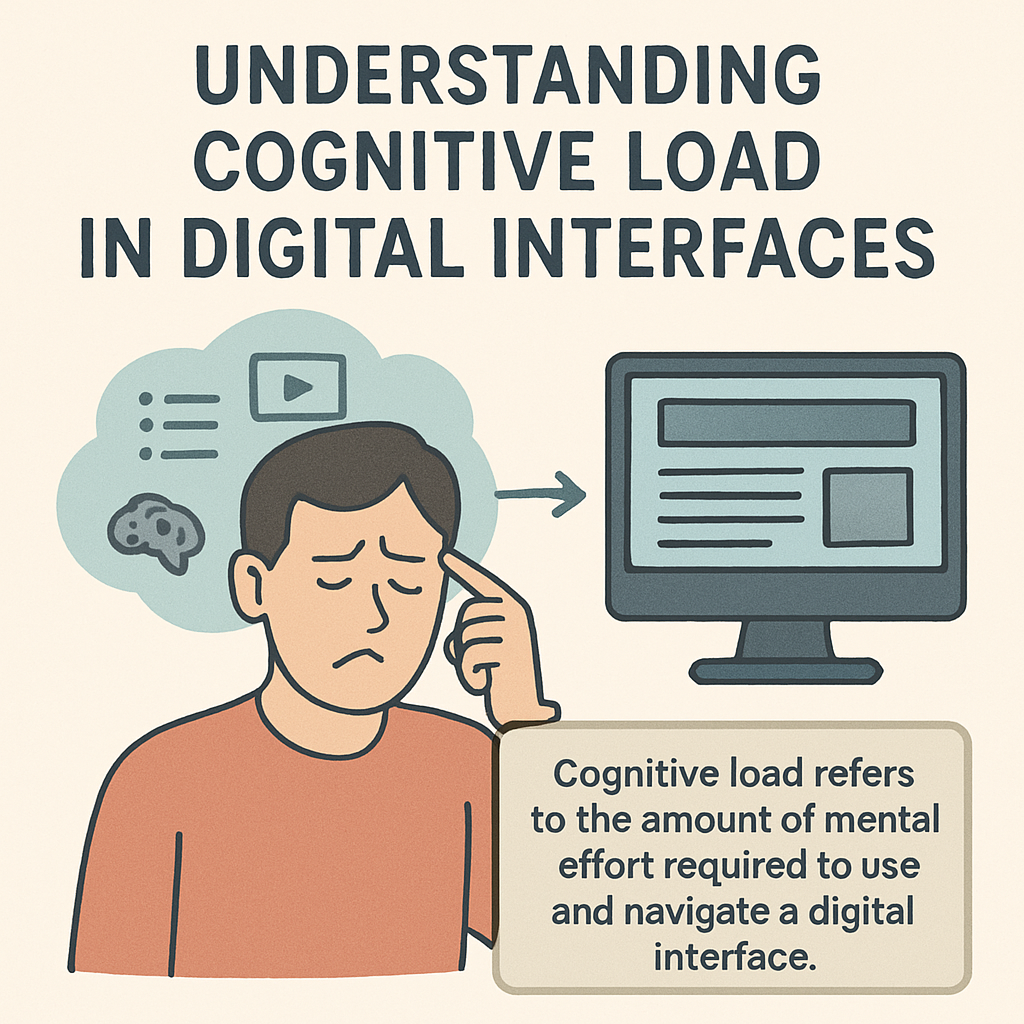 UNDERSTANDING
COGNITIVE LOAD
IN DIGITAL INTERFACES
Cognitive load refers
to the amount of mental
effort required to use
and navigate a digital
interface.